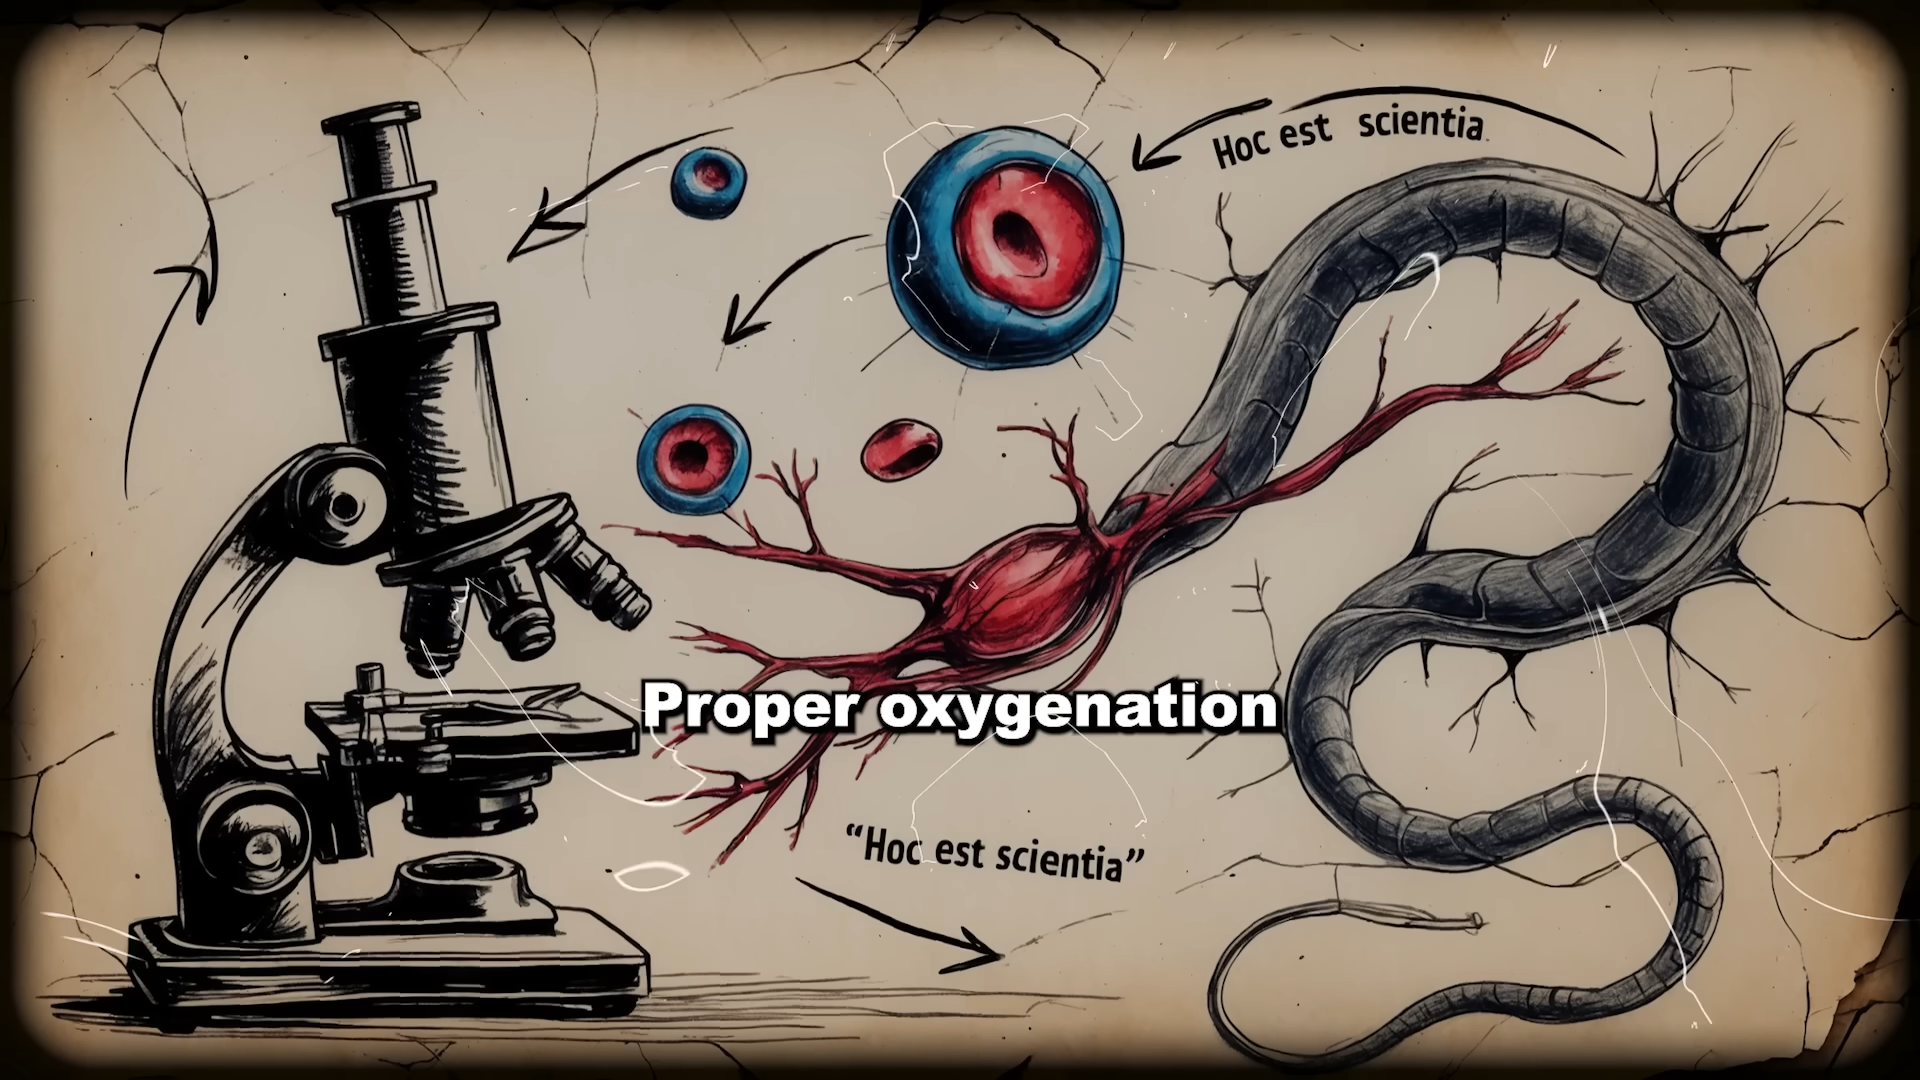 Hoc est scientia
Proper oxygenation
“Hoc est scientia”